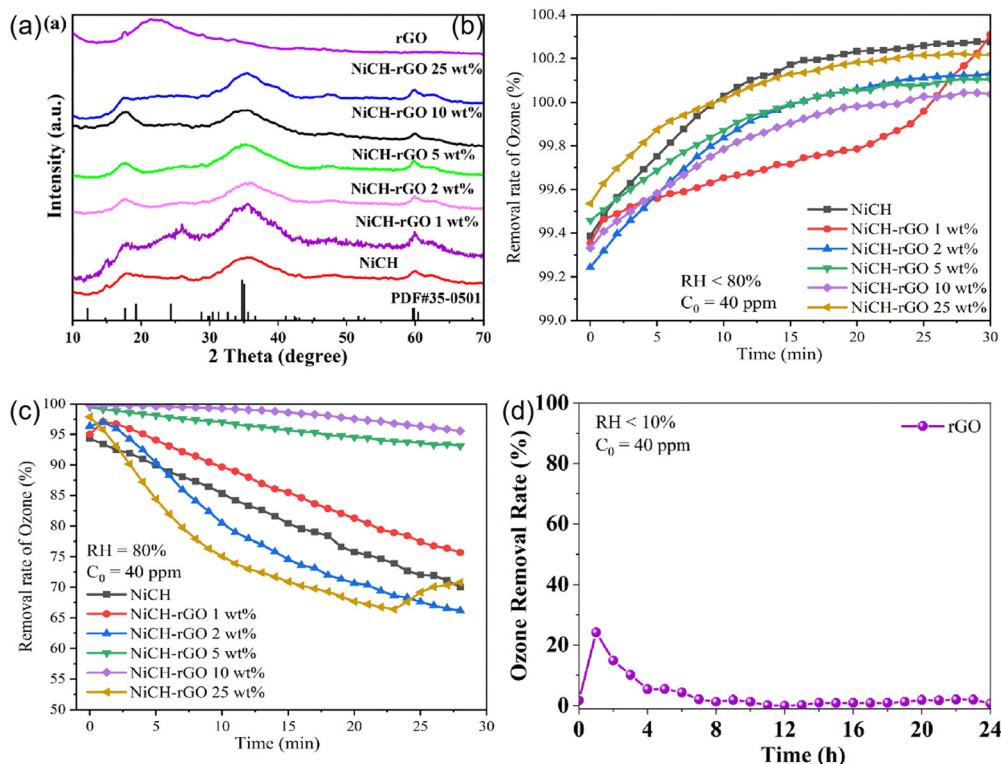 (a)
(a)
rGO
NiCH-rGO 25 wt%
NiCH-rGO 10 wt%
NiCH-rGO 5 wt%
NiCH-rGO 2 wt%
NiCH-rGO 1 wt%
NiCH
PDF#35-0501
Intensity (a.u.)
10 20 30 40 50 60 70
2 Theta (degree)
(b)
100.4
100.2
100.0
99.8
99.6
99.4
99.2
99.0
Removal rate of Ozone (%)
NiCH
NiCH-rGO 1 wt%
NiCH-rGO 2 wt%
NiCH-rGO 5 wt%
NiCH-rGO 10 wt%
NiCH-rGO 25 wt%
RH < 80%
C₀ = 40 ppm
0 5 10 15 20 25 30
Time (min)
(c)
100
95
90
85
80
75
70
65
60
55
50
Removal rate of Ozone (%)
RH = 80%
C₀ = 40 ppm
NiCH
NiCH-rGO 1 wt%
NiCH-rGO 2 wt%
NiCH-rGO 5 wt%
NiCH-rGO 10 wt%
NiCH-rGO 25 wt%
0 5 10 15 20 25 30
Time (min)
(d)
100
80
60
40
20
0
Ozone Removal Rate (%)
RH < 10%
C₀ = 40 ppm
rGO
0 4 8 12 16 20 24
Time (h)